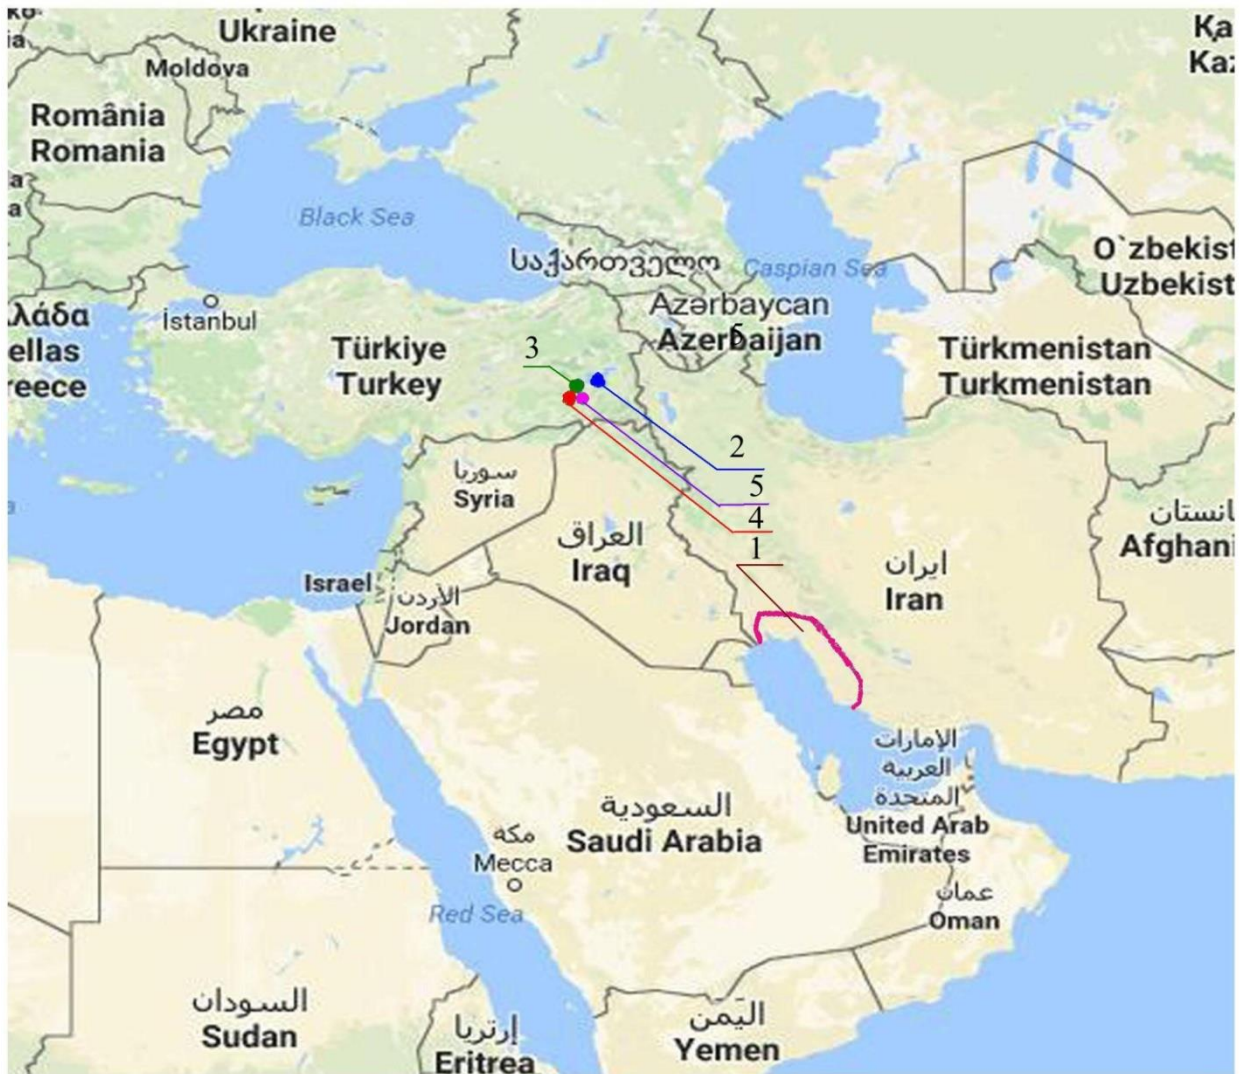 Ukraine
Moldova
România
Romania
Black Sea
Caspian Sea
საქართველო
Azərbaycan
Azerbaijan
6
O`zbekist
Uzbekist
İstanbul
Türkiye
Turkey
Türkmenistan
Turkmenistan
λάδα
ellas
reece
3
2
5
4
1
سوريا
Syria
العراق
Iraq
ایران
Iran
انستان
Afghani
Israel
الأردن
Jordan
مصر
Egypt
السعودية
Saudi Arabia
مكة
Mecca
الإمارات
العربية
المتحدة
United Arab
Emirates
عمان
Oman
Red Sea
السودان
Sudan
إرتريا
Eritrea
اليَمَن
Yemen
Қа
Kaz